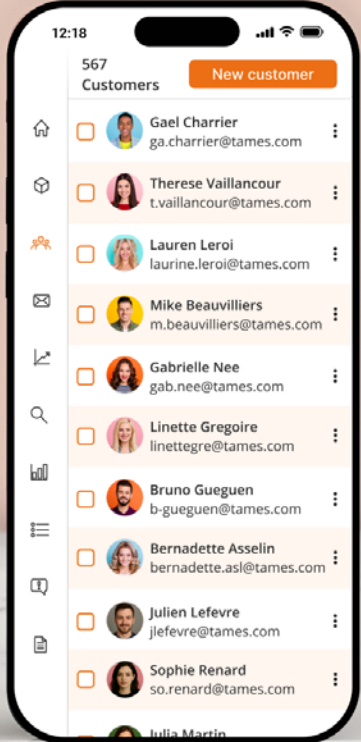 12:18
567
Customers
New customer
Gael Charrier
ga.charrier@tames.com
Therese Vaillancour
t.vaillancour@tames.com
Lauren Leroi
laurine.leroi@tames.com
Mike Beauvilliers
m.beauvilliers@tames.com
Gabrielle Nee
gab.nee@tames.com
Linette Gregoire
linettegre@tames.com
Bruno Gueguen
b-gueguen@tames.com
Bernadette Asselin
bernadette.asl@tames.com
Julien Lefevre
jlefevre@tames.com
Sophie Renard
so.renard@tames.com
Julia Martin